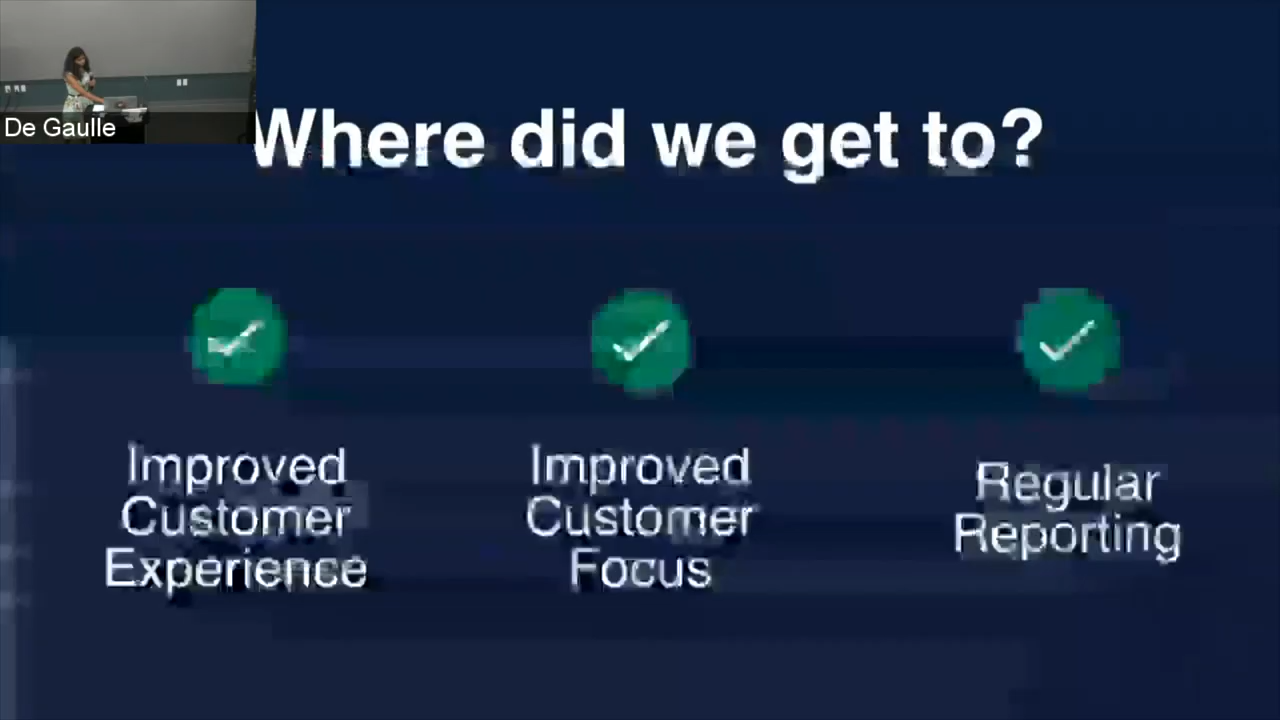 De Gaulle
Where did we get to?
Improved
Customer
Experience
Improved
Customer
Focus
Regular
Reporting